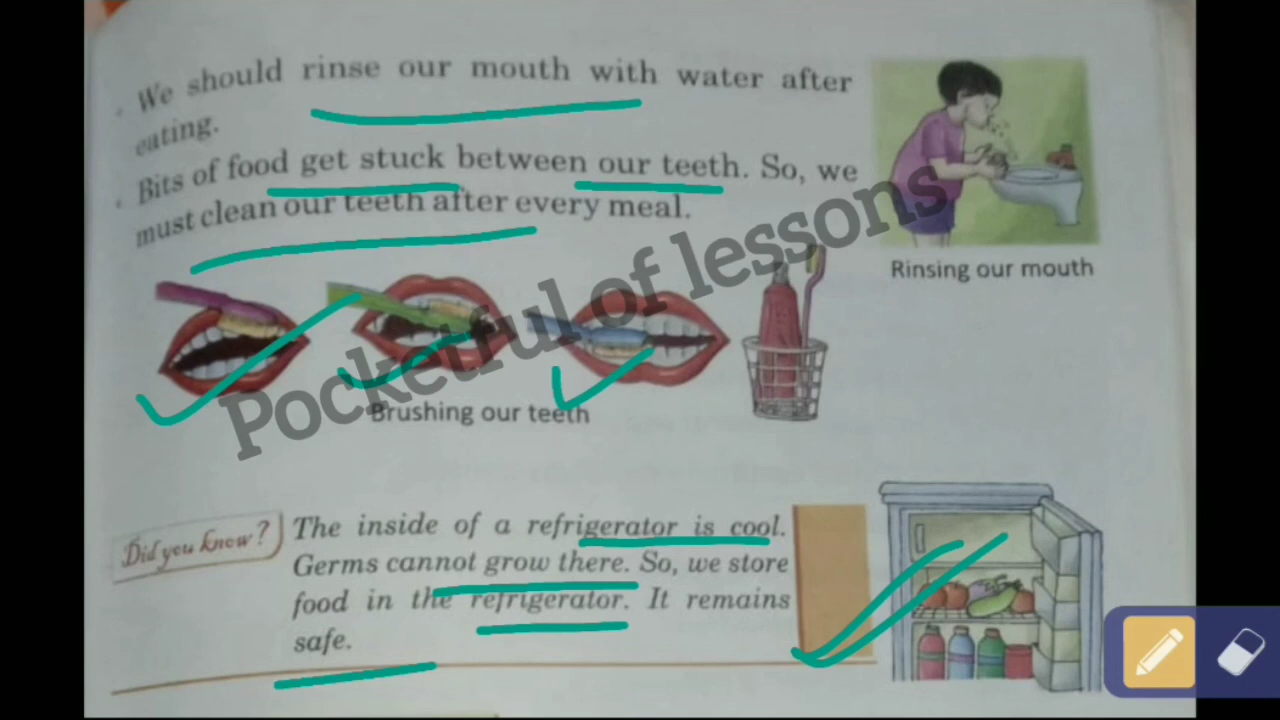 We should rinse our mouth with water after
eating.
Bits of food get stuck between our teeth. So, we
must clean our teeth after every meal.
Rinsing our mouth
Brushing our teeth
Pocketful of lessons
Did you know?
The inside of a refrigerator is cool.
Germs cannot grow there. So, we store
food in the refrigerator. It remains
safe.